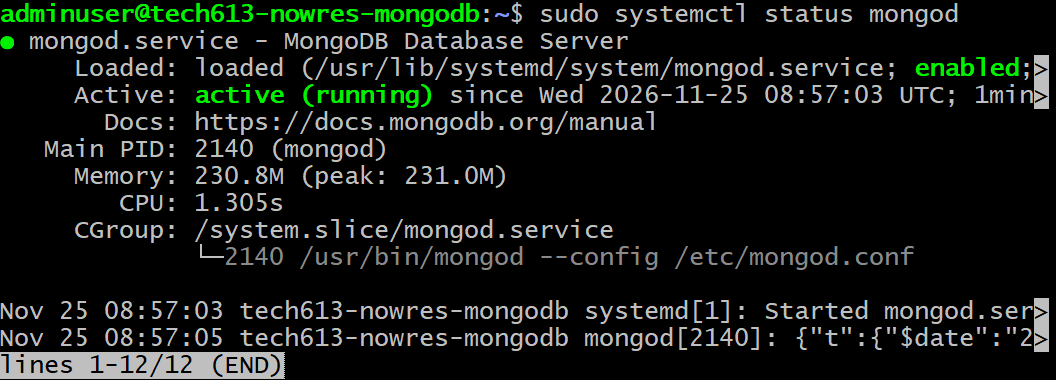 adminuser@tech613-nowres-mongodb:~$ sudo systemctl status mongod
● mongod.service - MongoDB Database Server
     Loaded: loaded (/usr/lib/systemd/system/mongod.service; enabled;>
     Active: active (running) since Wed 2026-11-25 08:57:03 UTC; 1min>
       Docs: https://docs.mongodb.org/manual
   Main PID: 2140 (mongod)
     Memory: 230.8M (peak: 231.0M)
        CPU: 1.305s
     CGroup: /system.slice/mongod.service
             └─2140 /usr/bin/mongod --config /etc/mongod.conf

Nov 25 08:57:03 tech613-nowres-mongodb systemd[1]: Started mongod.ser>
Nov 25 08:57:05 tech613-nowres-mongodb mongod[2140]: {"t":{"$date":"2>
lines 1-12/12 (END)